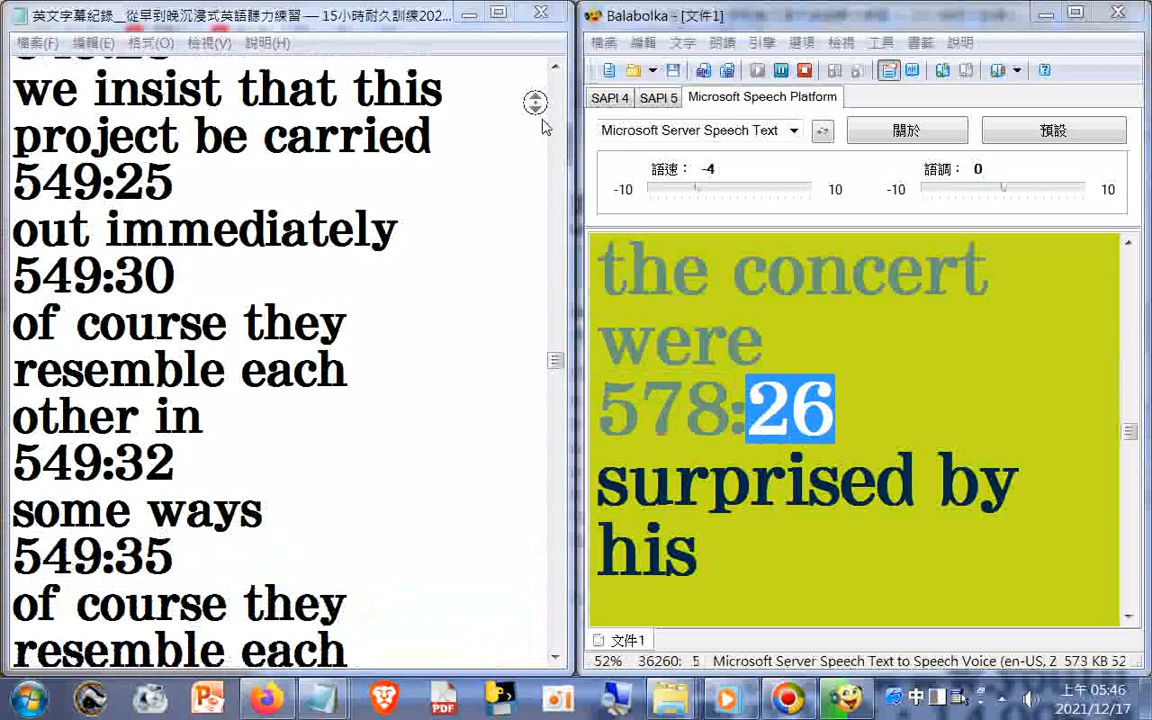 英文字幕紀錄__從早到晚沉浸式英語聽力練習 — 15小時耐久訓練202...
檔案(F) 編輯(E) 格式(O) 檢視(V) 說明(H)
we insist that this
project be carried
549:25
out immediately
549:30
of course they
resemble each
other in
549:32
some ways
549:35
of course they
resemble each
Balabolka - [文件1]
檔案 編輯 文字 朗讀 引擎 選項 檢視 工具 書籤 說明
SAPI 4 SAPI 5 Microsoft Speech Platform
Microsoft Server Speech Text 關於 預設
語速： -4 語調： 0
-10 10 -10 10
the concert
were
578:26
surprised by
his
文件1
52% 36260: 5 Microsoft Server Speech Text to Speech Voice (en-US, Z 573 KB 52
PDF 中 上午 05:46
2021/12/17